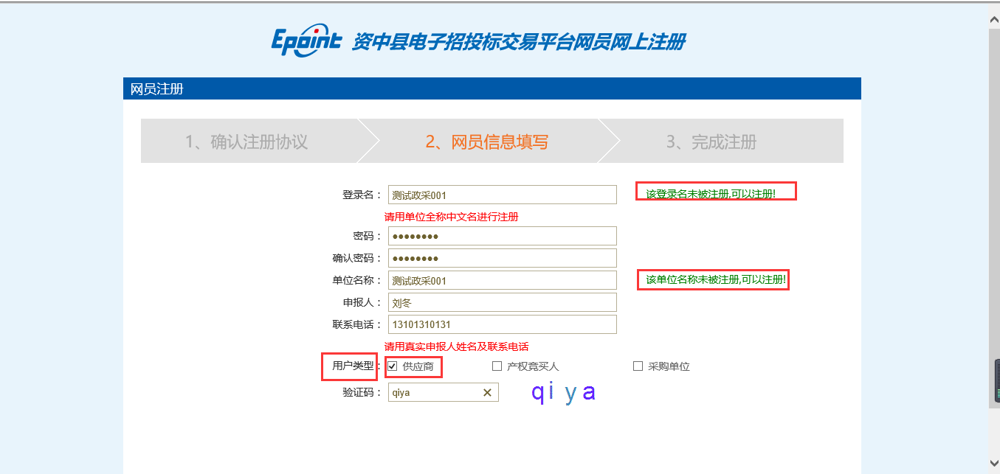 Epoint 资中县电子招投标交易平台网员网上注册
网员注册
1、确认注册协议 2、网员信息填写 3、完成注册
登录名： 测试政采001 该登录名未被注册,可以注册!
请用单位全称中文名进行注册
密码： ●●●●●●●●
确认密码： ●●●●●●●●
单位名称： 测试政采001 该单位名称未被注册,可以注册!
申报人： 刘冬
联系电话： 13101310131
请用真实申报人姓名及联系电话
用户类型： 供应商 产权竞买人 采购单位
验证码： qiya qiya